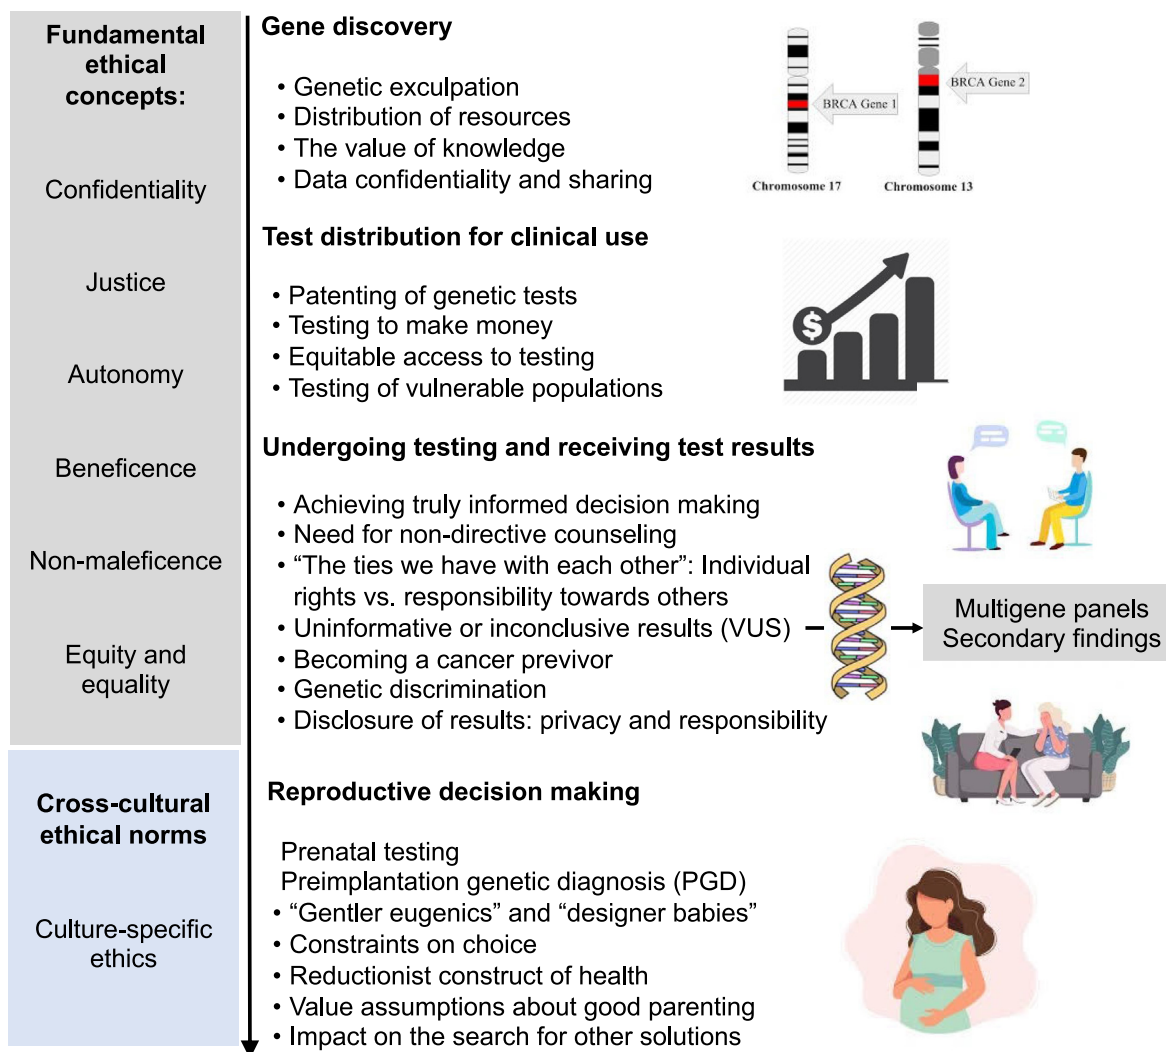 Fundamental
ethical
concepts:
Confidentiality
Justice
Autonomy
Beneficence
Non-maleficence
Equity and
equality
Cross-cultural
ethical norms
Culture-specific
ethics
Gene discovery
• Genetic exculpation
• Distribution of resources
• The value of knowledge
• Data confidentiality and sharing
BRCA Gene 1
BRCA Gene 2
Chromosome 17
Chromosome 13
Test distribution for clinical use
• Patenting of genetic tests
• Testing to make money
• Equitable access to testing
• Testing of vulnerable populations
$
Undergoing testing and receiving test results
• Achieving truly informed decision making
• Need for non-directive counseling
• “The ties we have with each other”: Individual
rights vs. responsibility towards others
• Uninformative or inconclusive results (VUS)
• Becoming a cancer previvor
• Genetic discrimination
• Disclosure of results: privacy and responsibility
Multigene panels
Secondary findings
Reproductive decision making
Prenatal testing
Preimplantation genetic diagnosis (PGD)
• “Gentler eugenics” and “designer babies”
• Constraints on choice
• Reductionist construct of health
• Value assumptions about good parenting
• Impact on the search for other solutions